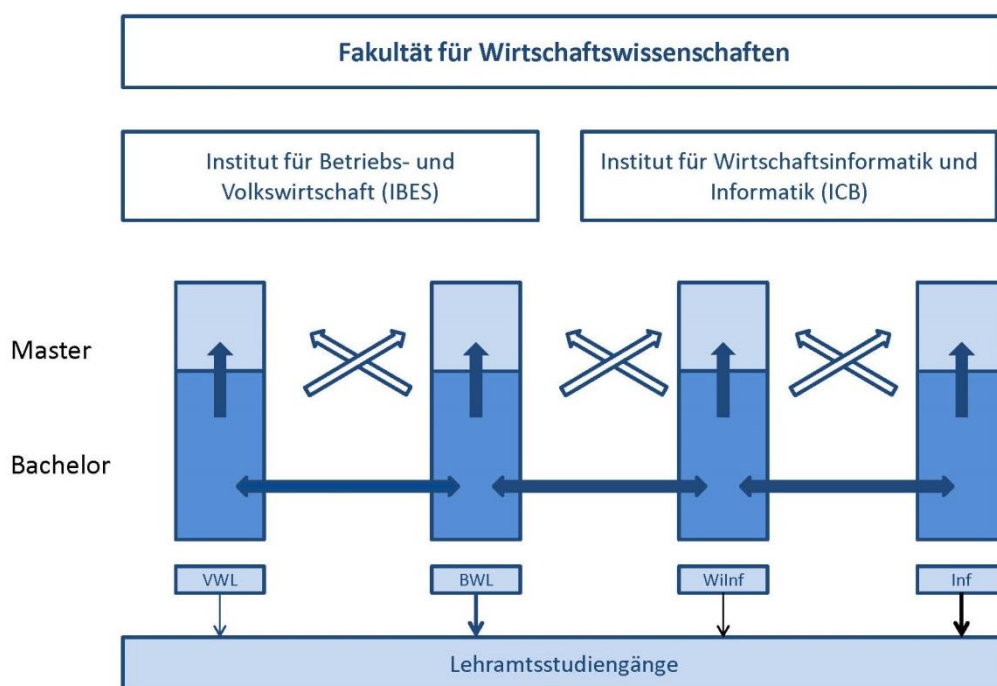 Fakultät für Wirtschaftswissenschaften
Institut für Betriebs- und
Volkswirtschaft (IBES)
Institut für Wirtschaftsinformatik und
Informatik (ICB)
Master
Bachelor
VWL
BWL
WiInf
Inf
Lehramtsstudiengänge